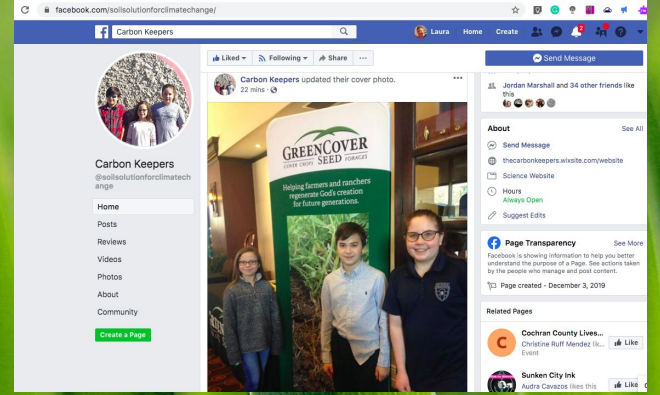 facebook.com/soilsolutionforclimatechange/
Carbon Keepers
Laura
Home
Create
2
Liked
Following
Share
Send Message
Carbon Keepers updated their cover photo.
22 mins
GREENCOVER
COVER CROPS SEED FORAGES
Helping farmers and ranchers
regenerate God's creation
for future generations.
Carbon Keepers
@soilsolutionforclimatech
ange
Home
Posts
Reviews
Videos
Photos
About
Community
Create a Page
Jordan Marshall and 34 other friends like
this
About
See All
Send Message
thecarbonkeepers.wixsite.com/website
Science Website
Hours
Always Open
Suggest Edits
Page Transparency
See More
Facebook is showing information to help you better
understand the purpose of a Page. See actions taken
by the people who manage and post content.
Page created - December 3, 2019
Related Pages
C
Cochran County Lives...
Christine Ruff Mendez lik...
Event
Like
Sunken City Ink
Audra Cavazos likes this
Like